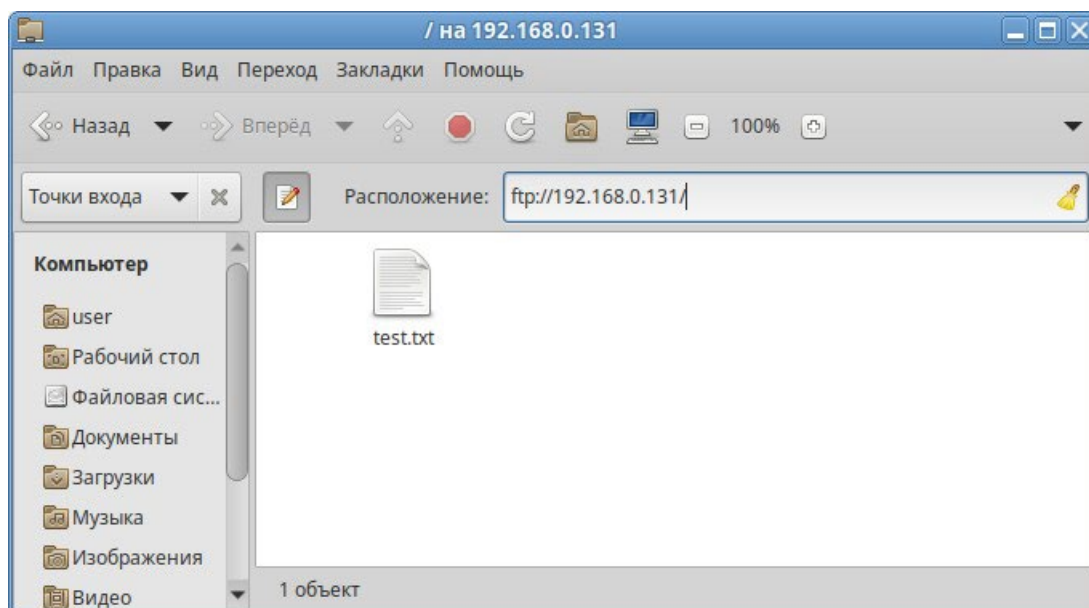 / на 192.168.0.131
Файл Правка Вид Переход Закладки Помощь
Назад Вперёд 100%
Точки входа Расположение: ftp://192.168.0.131/
Компьютер
user
Рабочий стол
Файловая сис...
Документы
Загрузки
Музыка
Изображения
Видео
test.txt
1 объект